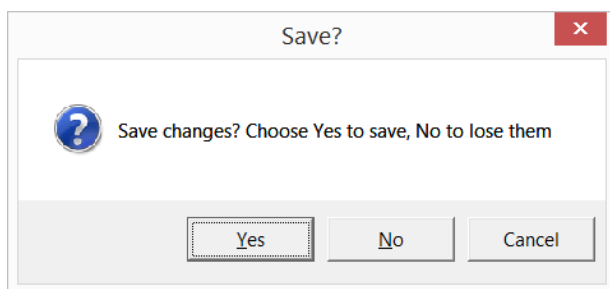 Save?
Save changes? Choose Yes to save, No to lose them
Yes
No
Cancel